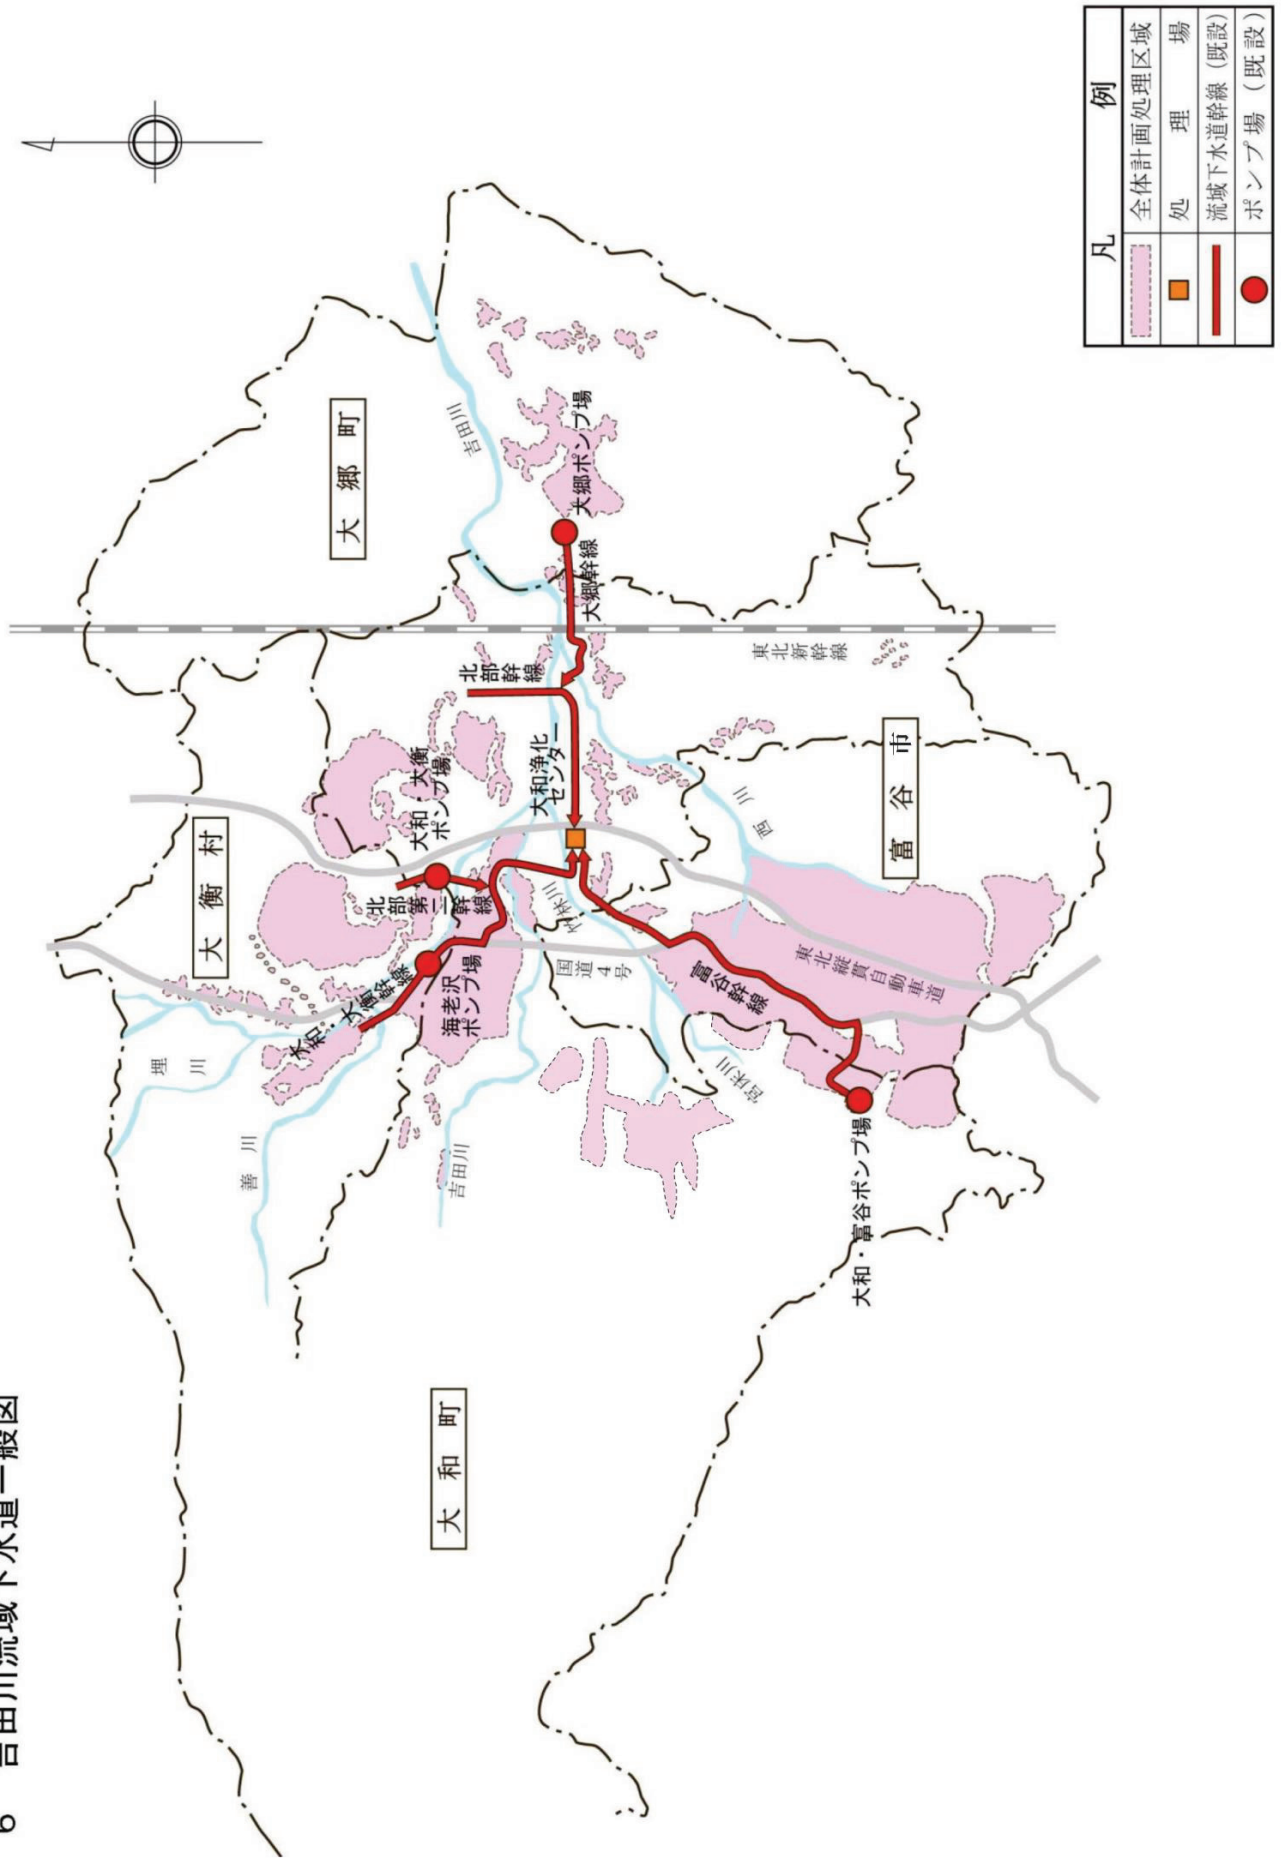 6 吉田川流域下水道一般図
凡例
全体計画処理区域
処理場
流域下水道幹線（既設）
ポンプ場（既設）
大郷町
吉田川
大郷ポンプ場
大郷幹線
東北新幹線
北部幹線
大和浄化センター
大和・大衡
ポンプ場
大衡村
北部第二幹線
大和・大衡幹線
海老沢
ポンプ場
竹林川
国道4号
西川
富谷市
富谷幹線
東北縦貫自動車道
埋川
善川
吉田川
宮床川
大和・富谷ポンプ場
大和町